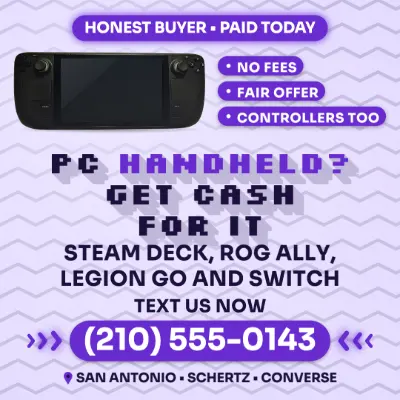 HONEST BUYER • PAID TODAY
• NO FEES
• FAIR OFFER
• CONTROLLERS TOO
PC HANDHELD?
GET CASH
FOR IT
STEAM DECK, ROG ALLY,
LEGION GO AND SWITCH
TEXT US NOW
(210) 555-0143
SAN ANTONIO • SCHERTZ • CONVERSE